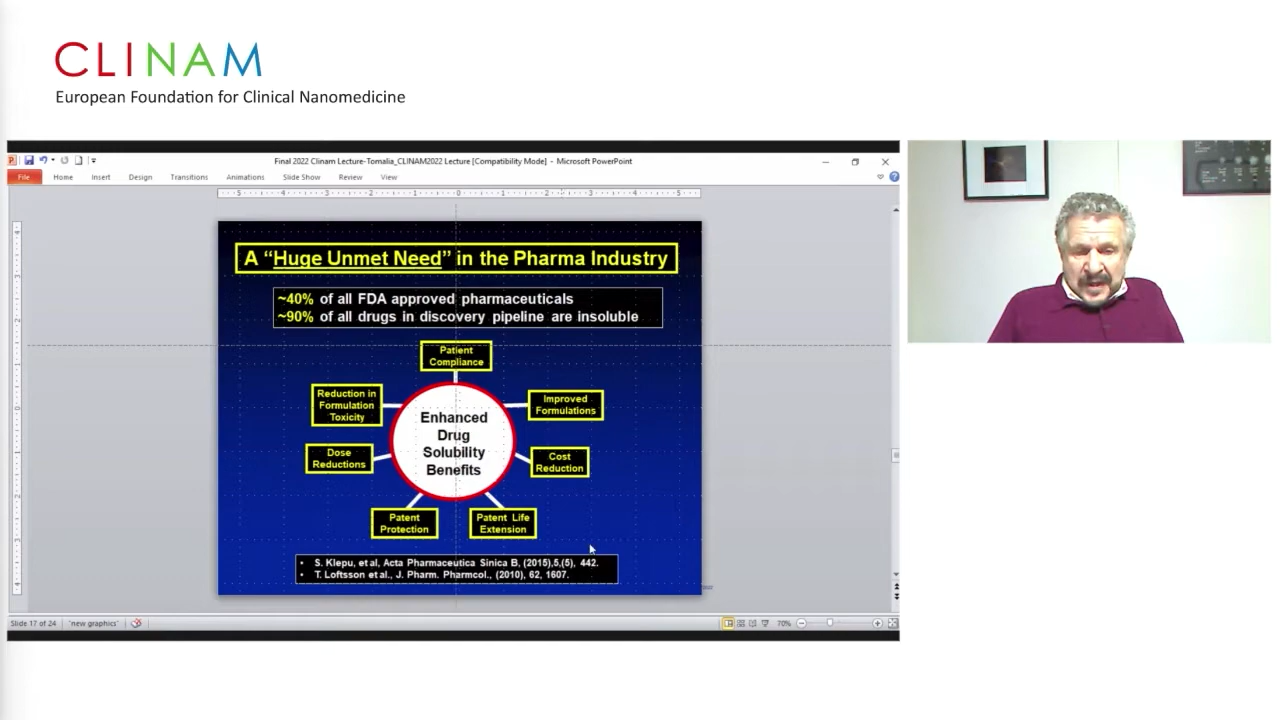 CLINAM
European Foundation for Clinical Nanomedicine
Final 2022 Clinam Lecture-Tomalia_CLINAM2022 Lecture [Compatibility Mode] - Microsoft PowerPoint
File Home Insert Design Transitions Animations Slide Show Review View
A “Huge Unmet Need” in the Pharma Industry
~40% of all FDA approved pharmaceuticals
~90% of all drugs in discovery pipeline are insoluble
Patient
Compliance
Reduction in
Formulation
Toxicity
Improved
Formulations
Enhanced
Drug
Solubility
Benefits
Dose
Reductions
Cost
Reduction
Patent
Protection
Patent Life
Extension
• S. Klepu, et,al, Acta Pharmaceutica Sinica B, (2015),5,(5), 442.
• T. Loftsson et al., J. Pharm. Pharmcol., (2010), 62, 1607.
Slide 17 of 24 "new graphics" 70%